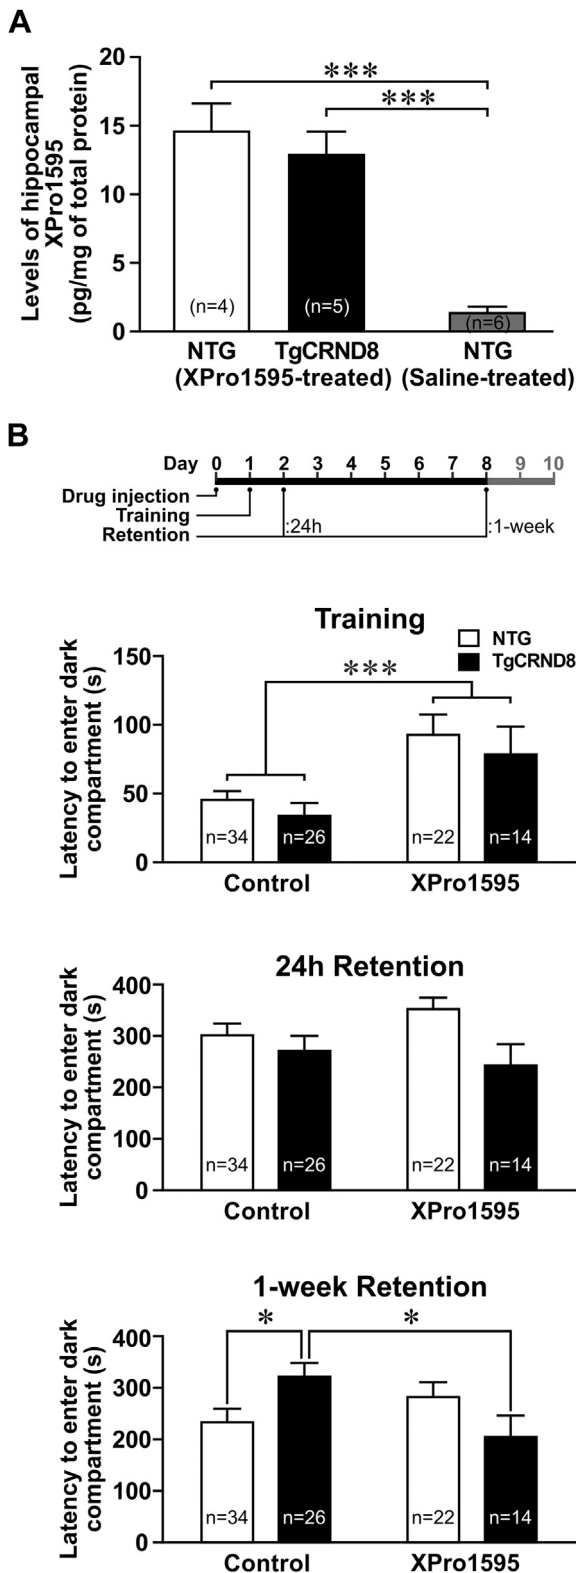 A
Levels of hippocampal
XPro1595
(pg/mg of total protein)
20
15
10
5
0
***
***
(n=4)
(n=5)
(n=6)
NTG TgCRND8 NTG
(XPro1595-treated) (Saline-treated)
B
Day 0 1 2 3 4 5 6 7 8 9 10
Drug injection
Training
Retention
:24h
:1-week
Training
NTG
TgCRND8
Latency to enter dark
compartment (s)
150
100
50
0
***
n=34 n=26 n=22 n=14
Control XPro1595
24h Retention
Latency to enter dark
compartment (s)
400
300
200
100
0
n=34 n=26 n=22 n=14
Control XPro1595
1-week Retention
Latency to enter dark
compartment (s)
400
300
200
100
0
* *
n=34 n=26 n=22 n=14
Control XPro1595